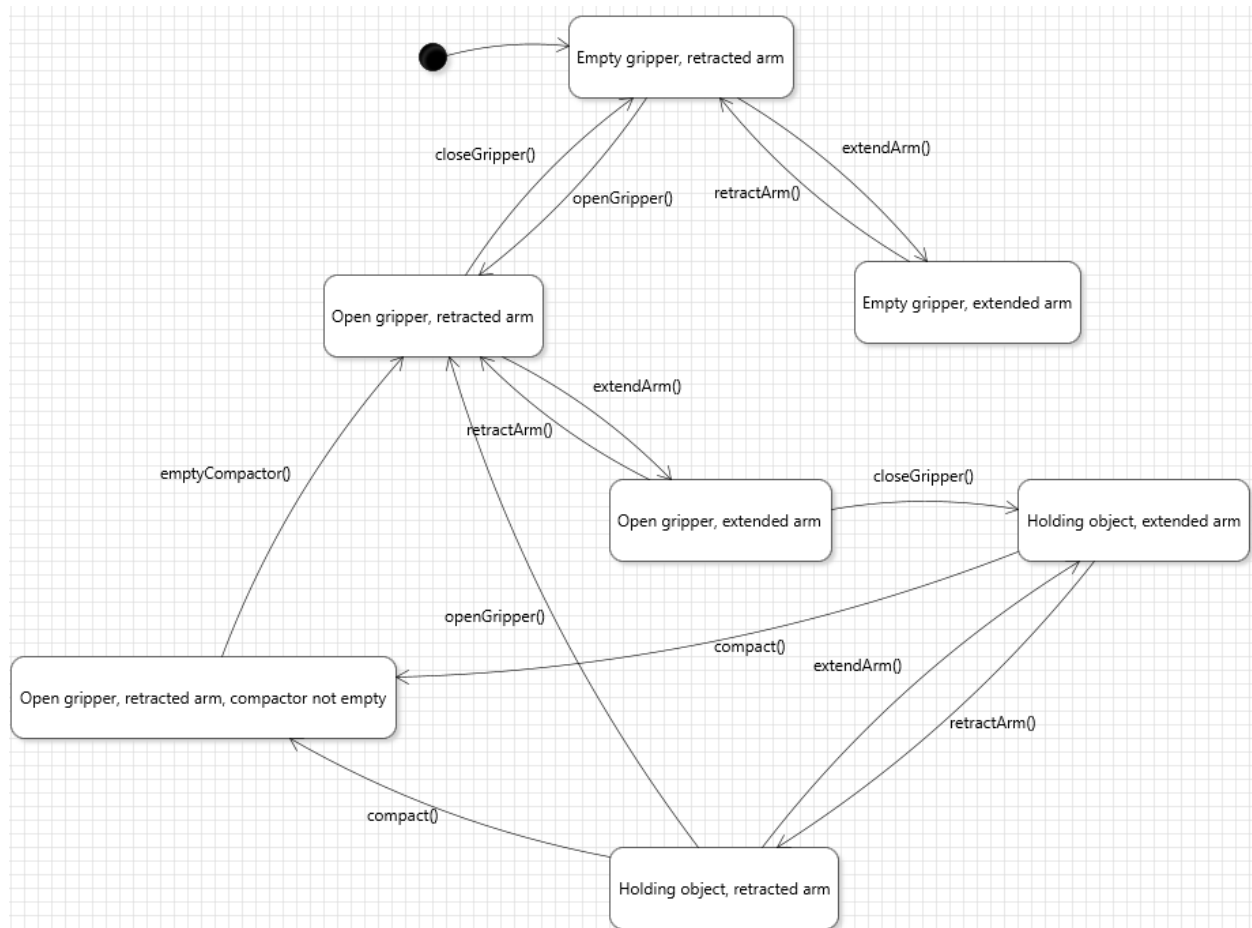 Empty gripper, retracted arm
closeGripper()
extendArm()
openGripper()
retractArm()
Open gripper, retracted arm
Empty gripper, extended arm
extendArm()
retractArm()
emptyCompactor()
closeGripper()
Open gripper, extended arm
Holding object, extended arm
openGripper()
compact()
extendArm()
Open gripper, retracted arm, compactor not empty
retractArm()
compact()
Holding object, retracted arm